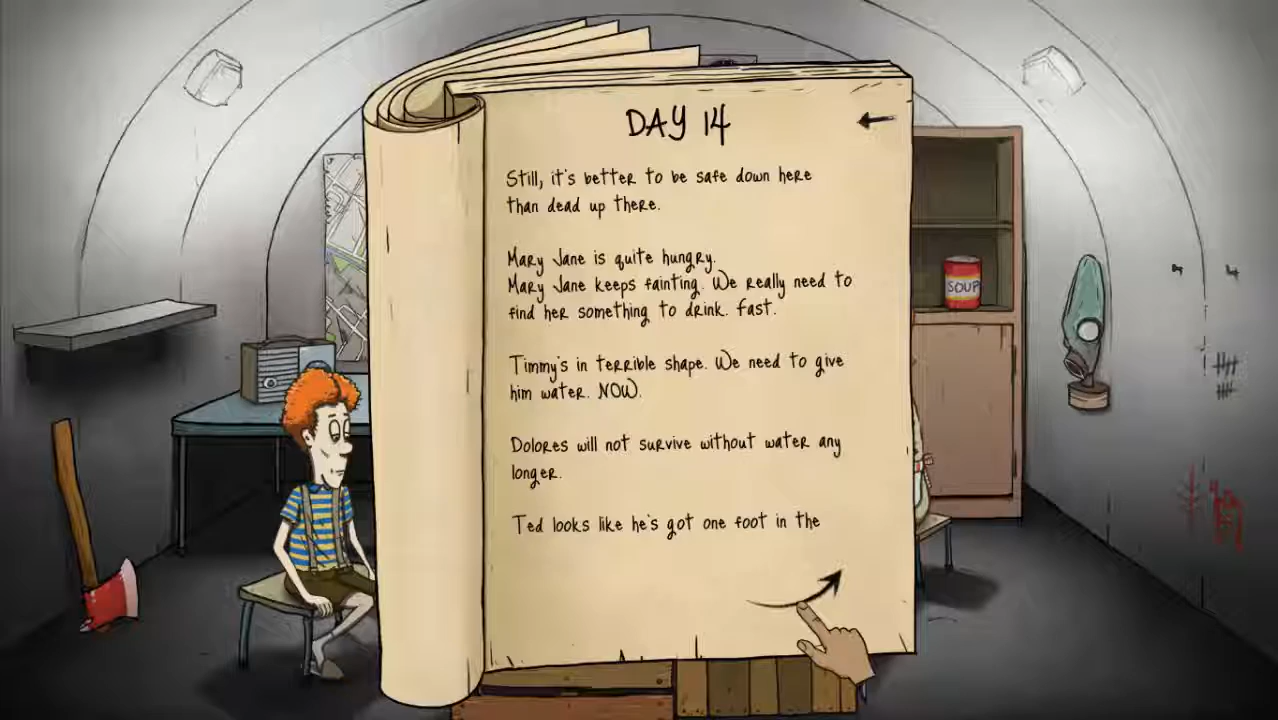 DAY 14
Still, it's better to be safe down here
than dead up there.
Mary Jane is quite hungry.
Mary Jane keeps fainting. We really need to
find her something to drink. Fast.
Timmy's in terrible shape. We need to give
him water. NOW.
Dolores will not survive without water any
longer.
Ted looks like he's got one foot in the
SOUP